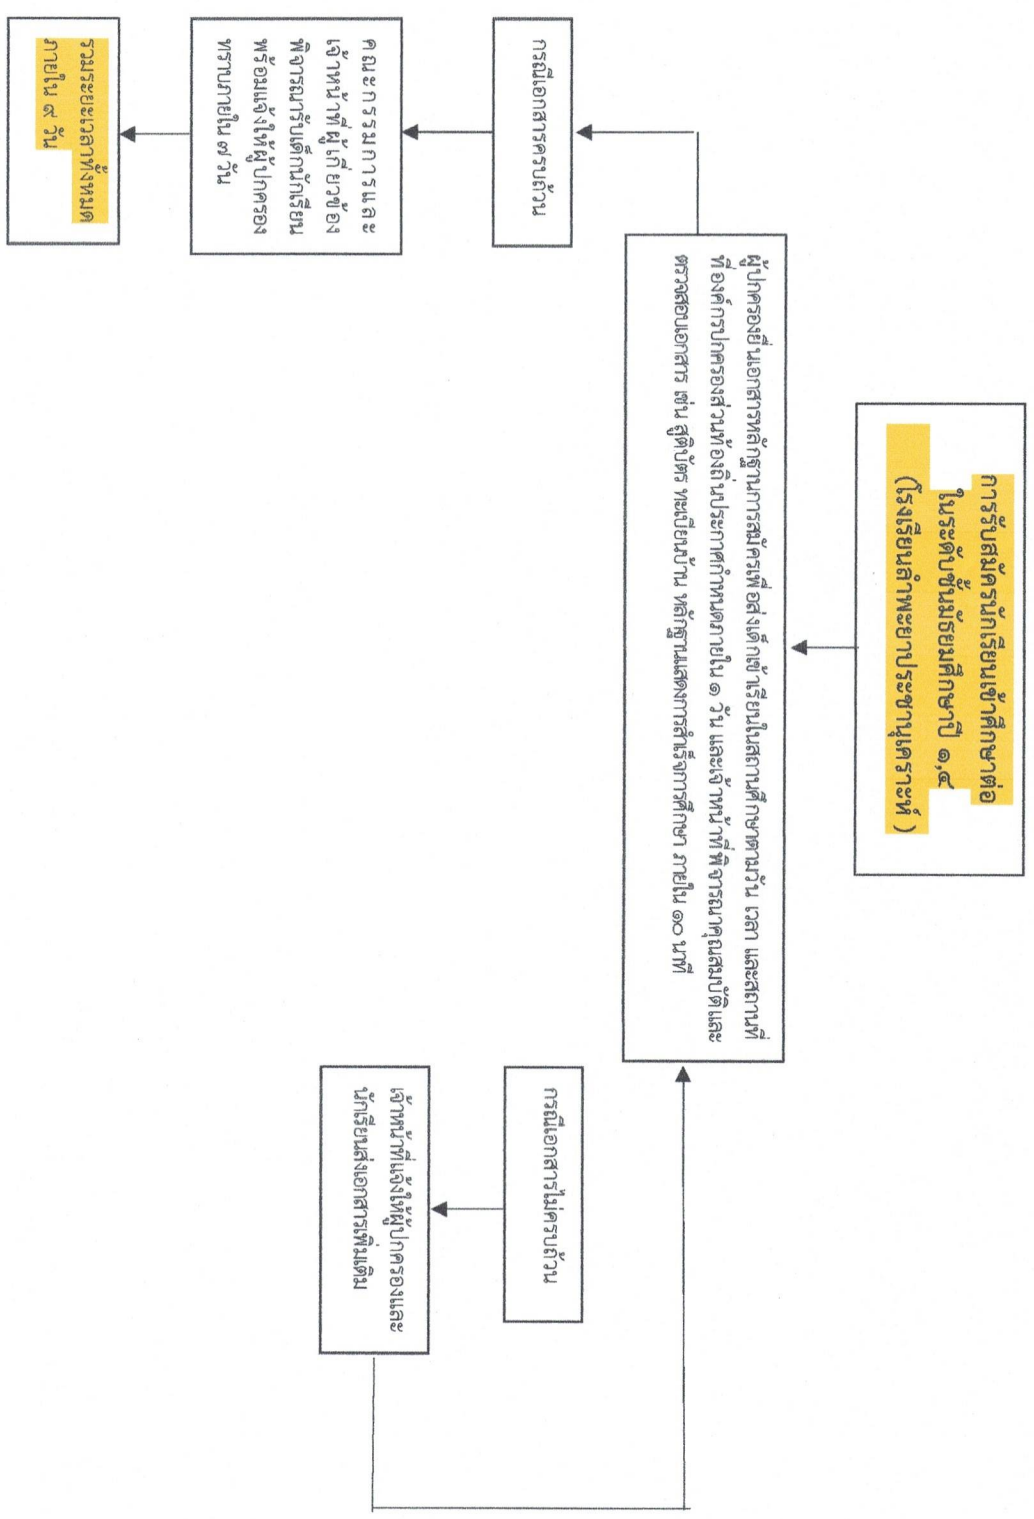 การรับสมัครนักเรียนเข้าศึกษาต่อ
ในระดับชั้นมัธยมศึกษาปี ๑,๔
(โรงเรียนลำพะยาประชานุเคราะห์ )
ผู้ปกครองยื่นเอกสารหลักฐานการสมัครเพื่อส่งเด็กเข้าเรียนในสถานศึกษาตามวัน เวลา และสถานที่
ที่องค์กรปกครองส่วนท้องถิ่นประกาศกำหนดภายใน ๑ วัน และเจ้าหน้าที่พิจารณาคุณสมบัติและ
ตรวจสอบเอกสาร เช่น สูติบัตร ทะเบียนบ้าน หลักฐานแสดงการสำเร็จการศึกษา ภายใน ๑๐ นาที
กรณีเอกสารครบถ้วน
คณะกรรมการและ
เจ้าหน้าที่ผู้เกี่ยวข้อง
พิจารณารับเด็กนักเรียน
พร้อมแจ้งให้ผู้ปกครอง
ทราบภายใน ๗ วัน
รวมระยะเวลาทั้งหมด
ภายใน ๙ วัน
กรณีเอกสารไม่ครบถ้วน
เจ้าหน้าที่แจ้งให้ผู้ปกครองและ
นักเรียนส่งเอกสารเพิ่มเติม